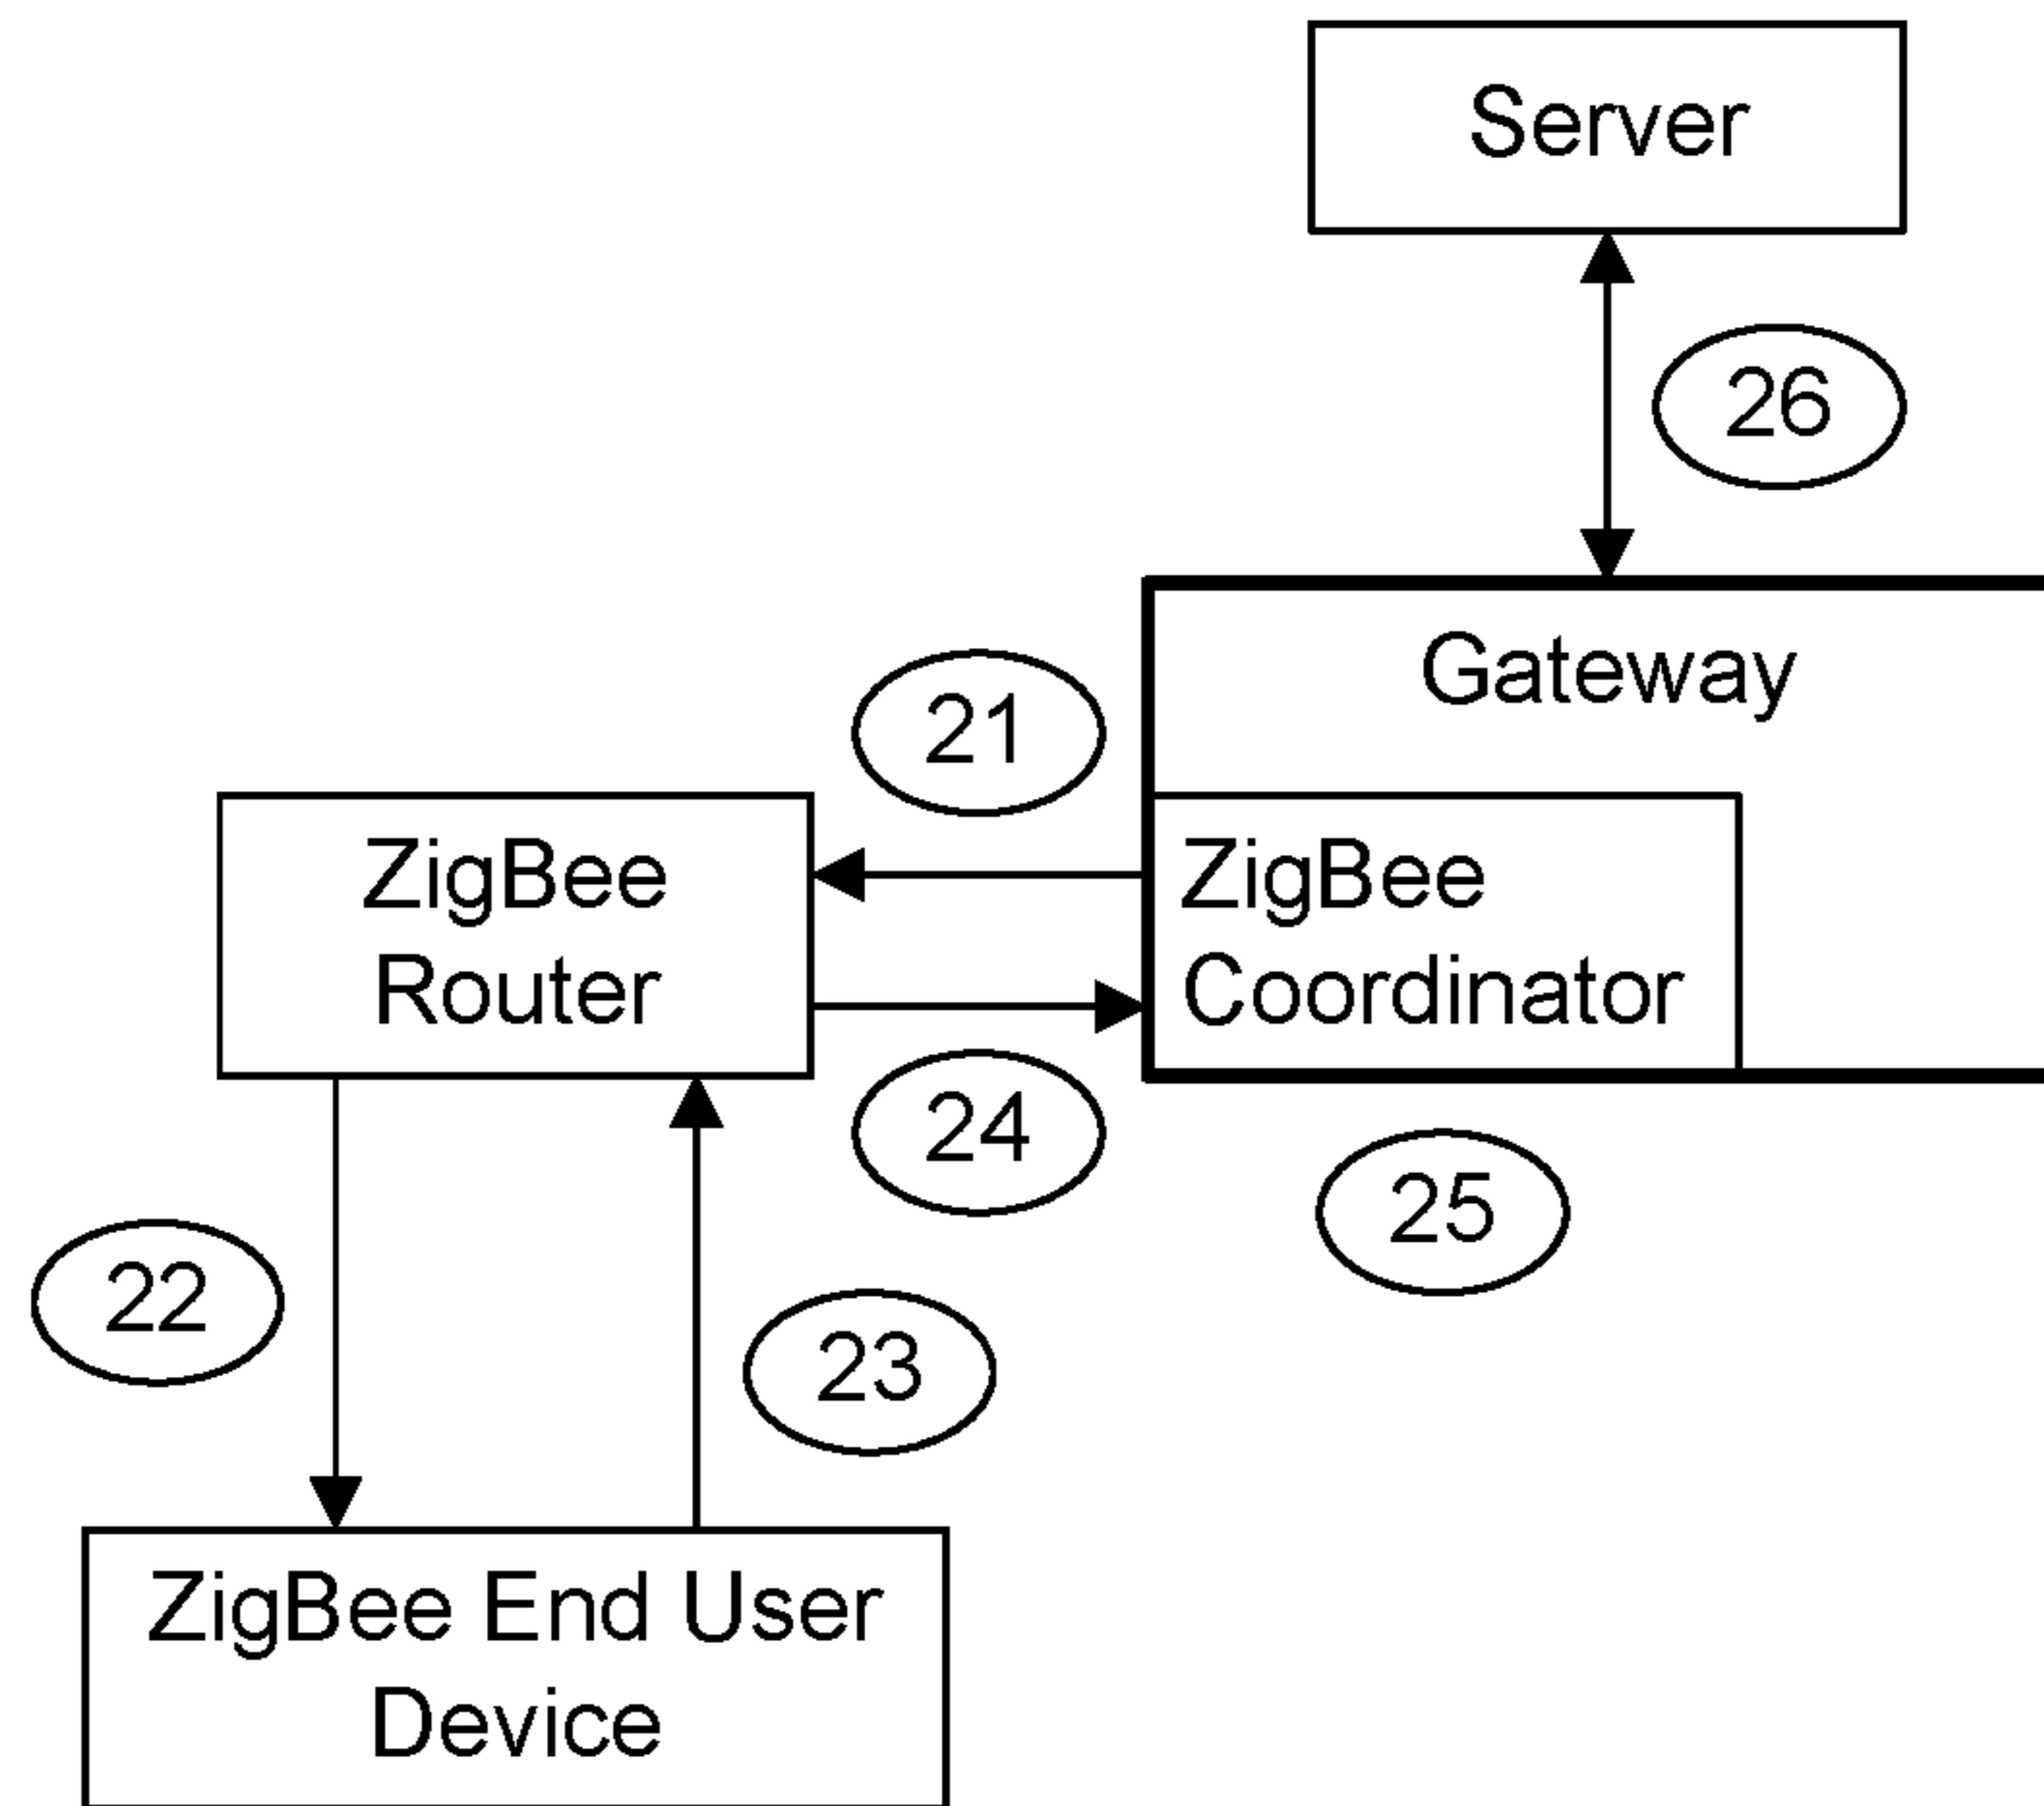 Server
26
Gateway
21
ZigBee
Router
ZigBee
Coordinator
24
25
22
23
ZigBee End User
Device